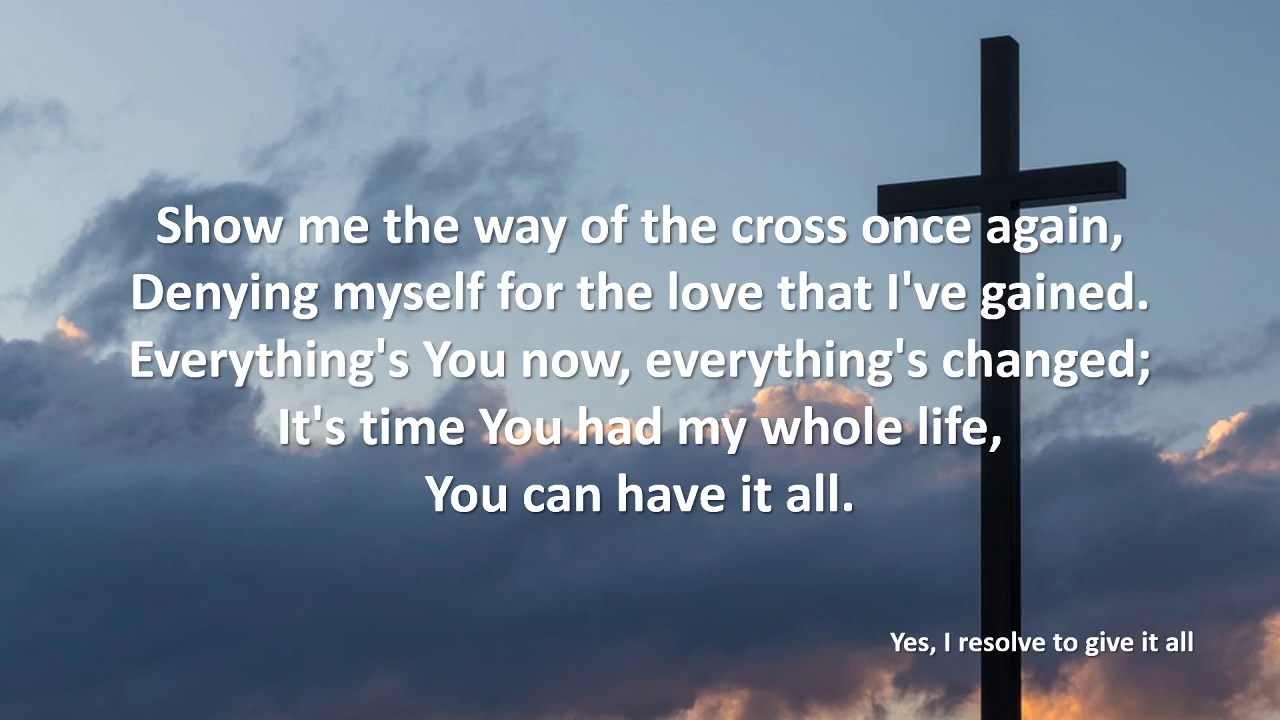 Show me the way of the cross once again,
Denying myself for the love that I've gained.
Everything's You now, everything's changed;
It's time You had my whole life,
You can have it all.
Yes, I resolve to give it all